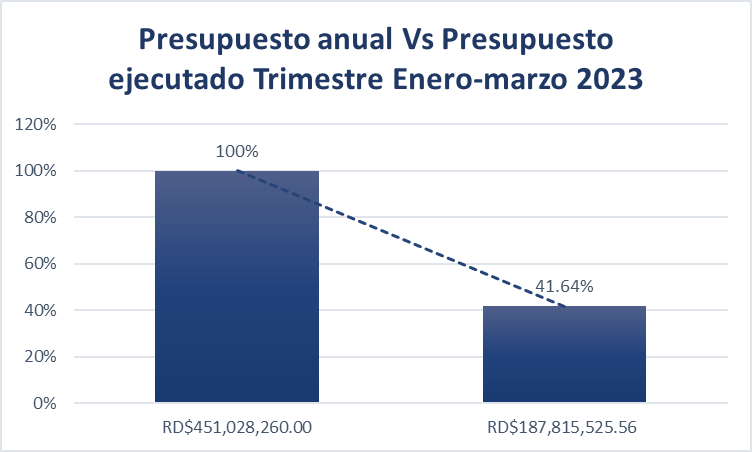 Presupuesto anual Vs Presupuesto
ejecutado Trimestre Enero-marzo 2023
120%
100%
80%
60%
40%
20%
0%
100%
41.64%
RD$451,028,260.00
RD$187,815,525.56